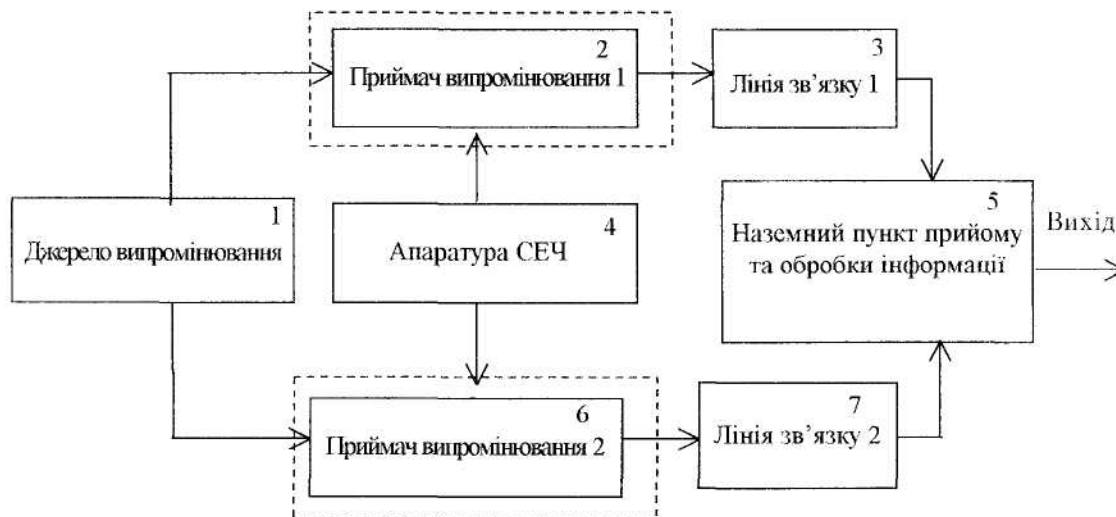 2
Приймач випромінювання 1
3
Лінія зв’язку 1
1
Джерело випромінювання
4
Апаратура СЕЧ
5
Наземний пункт прийому
та обробки інформації
Вихід
6
Приймач випромінювання 2
7
Лінія зв’язку 2